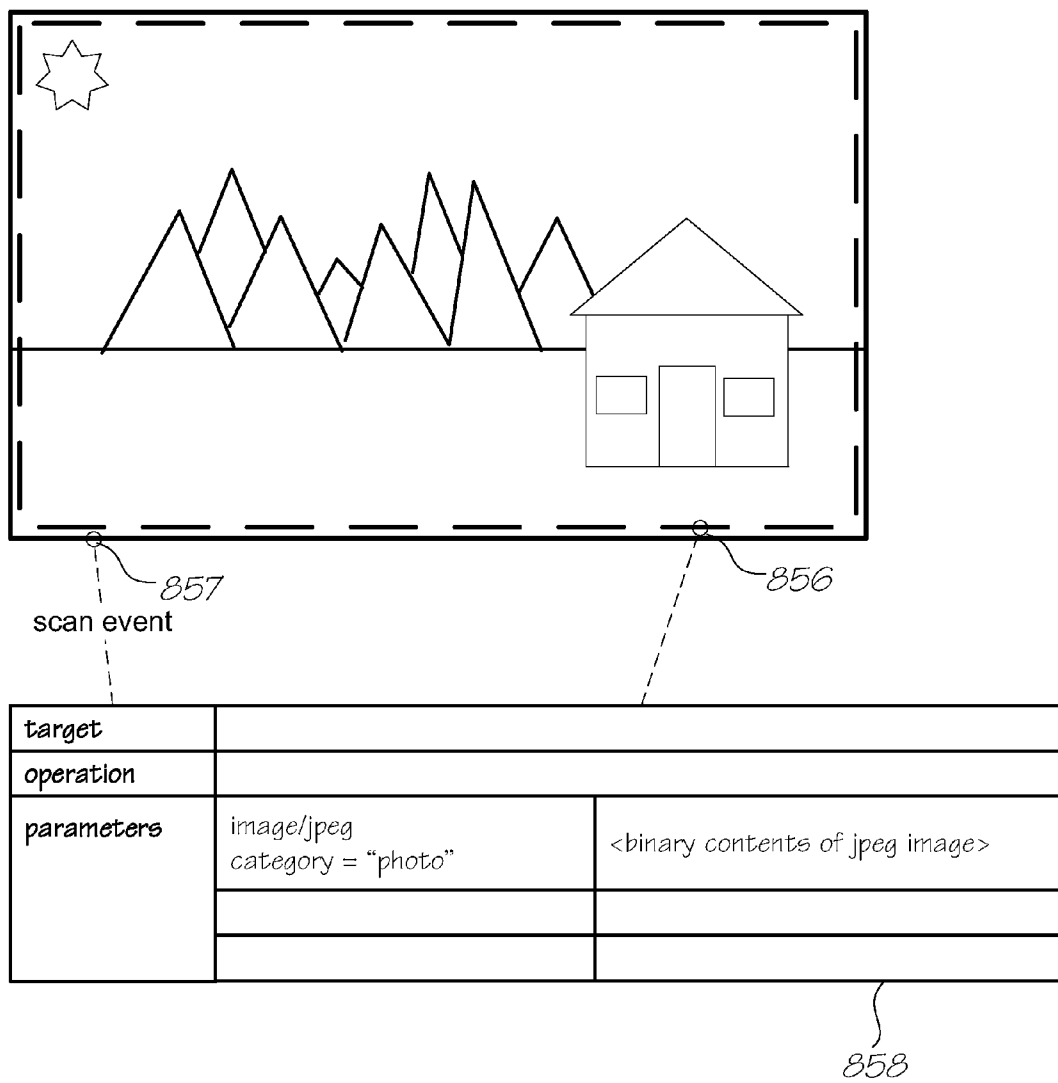 857
856
scan event
target
operation
parameters
image/jpeg
category = “photo”
<binary contents of jpeg image>
858